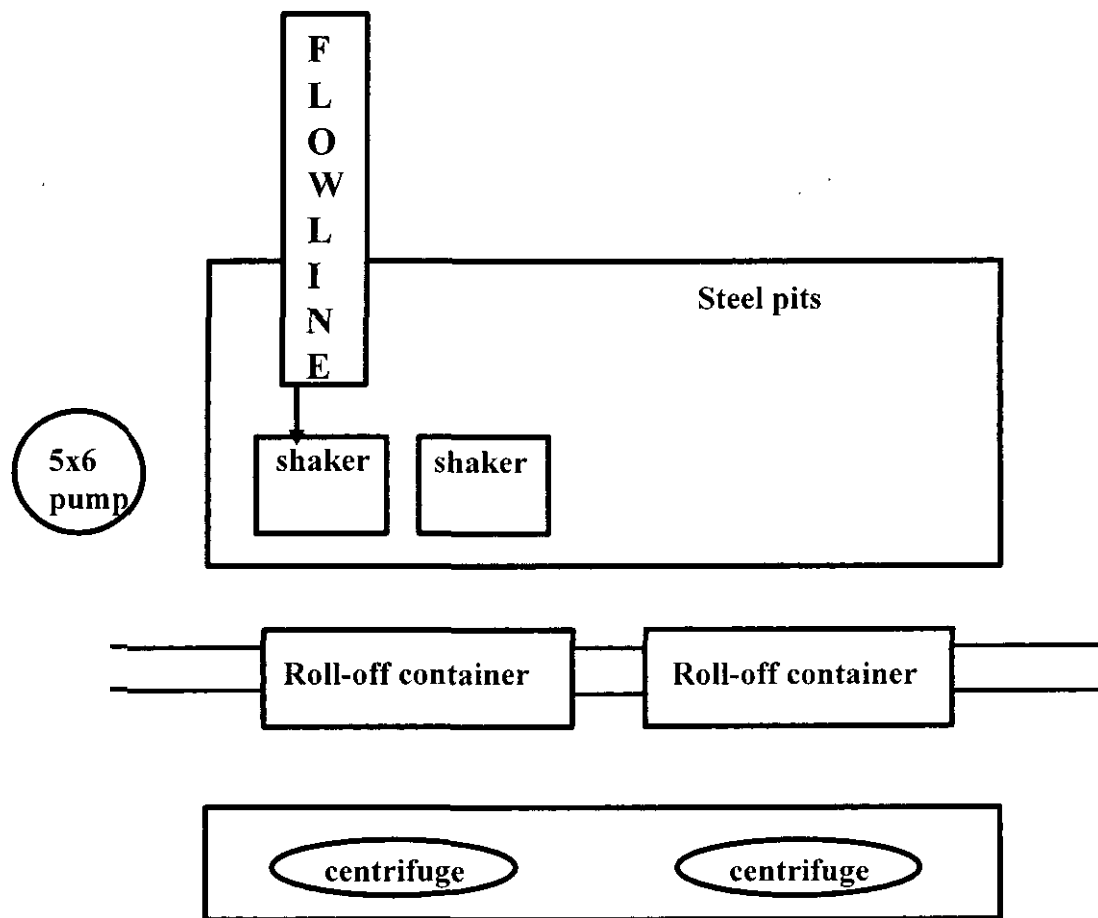 F
L
O
W
L
I
N
E
Steel pits
5x6
pump
shaker
shaker
Roll-off container
Roll-off container
centrifuge
centrifuge